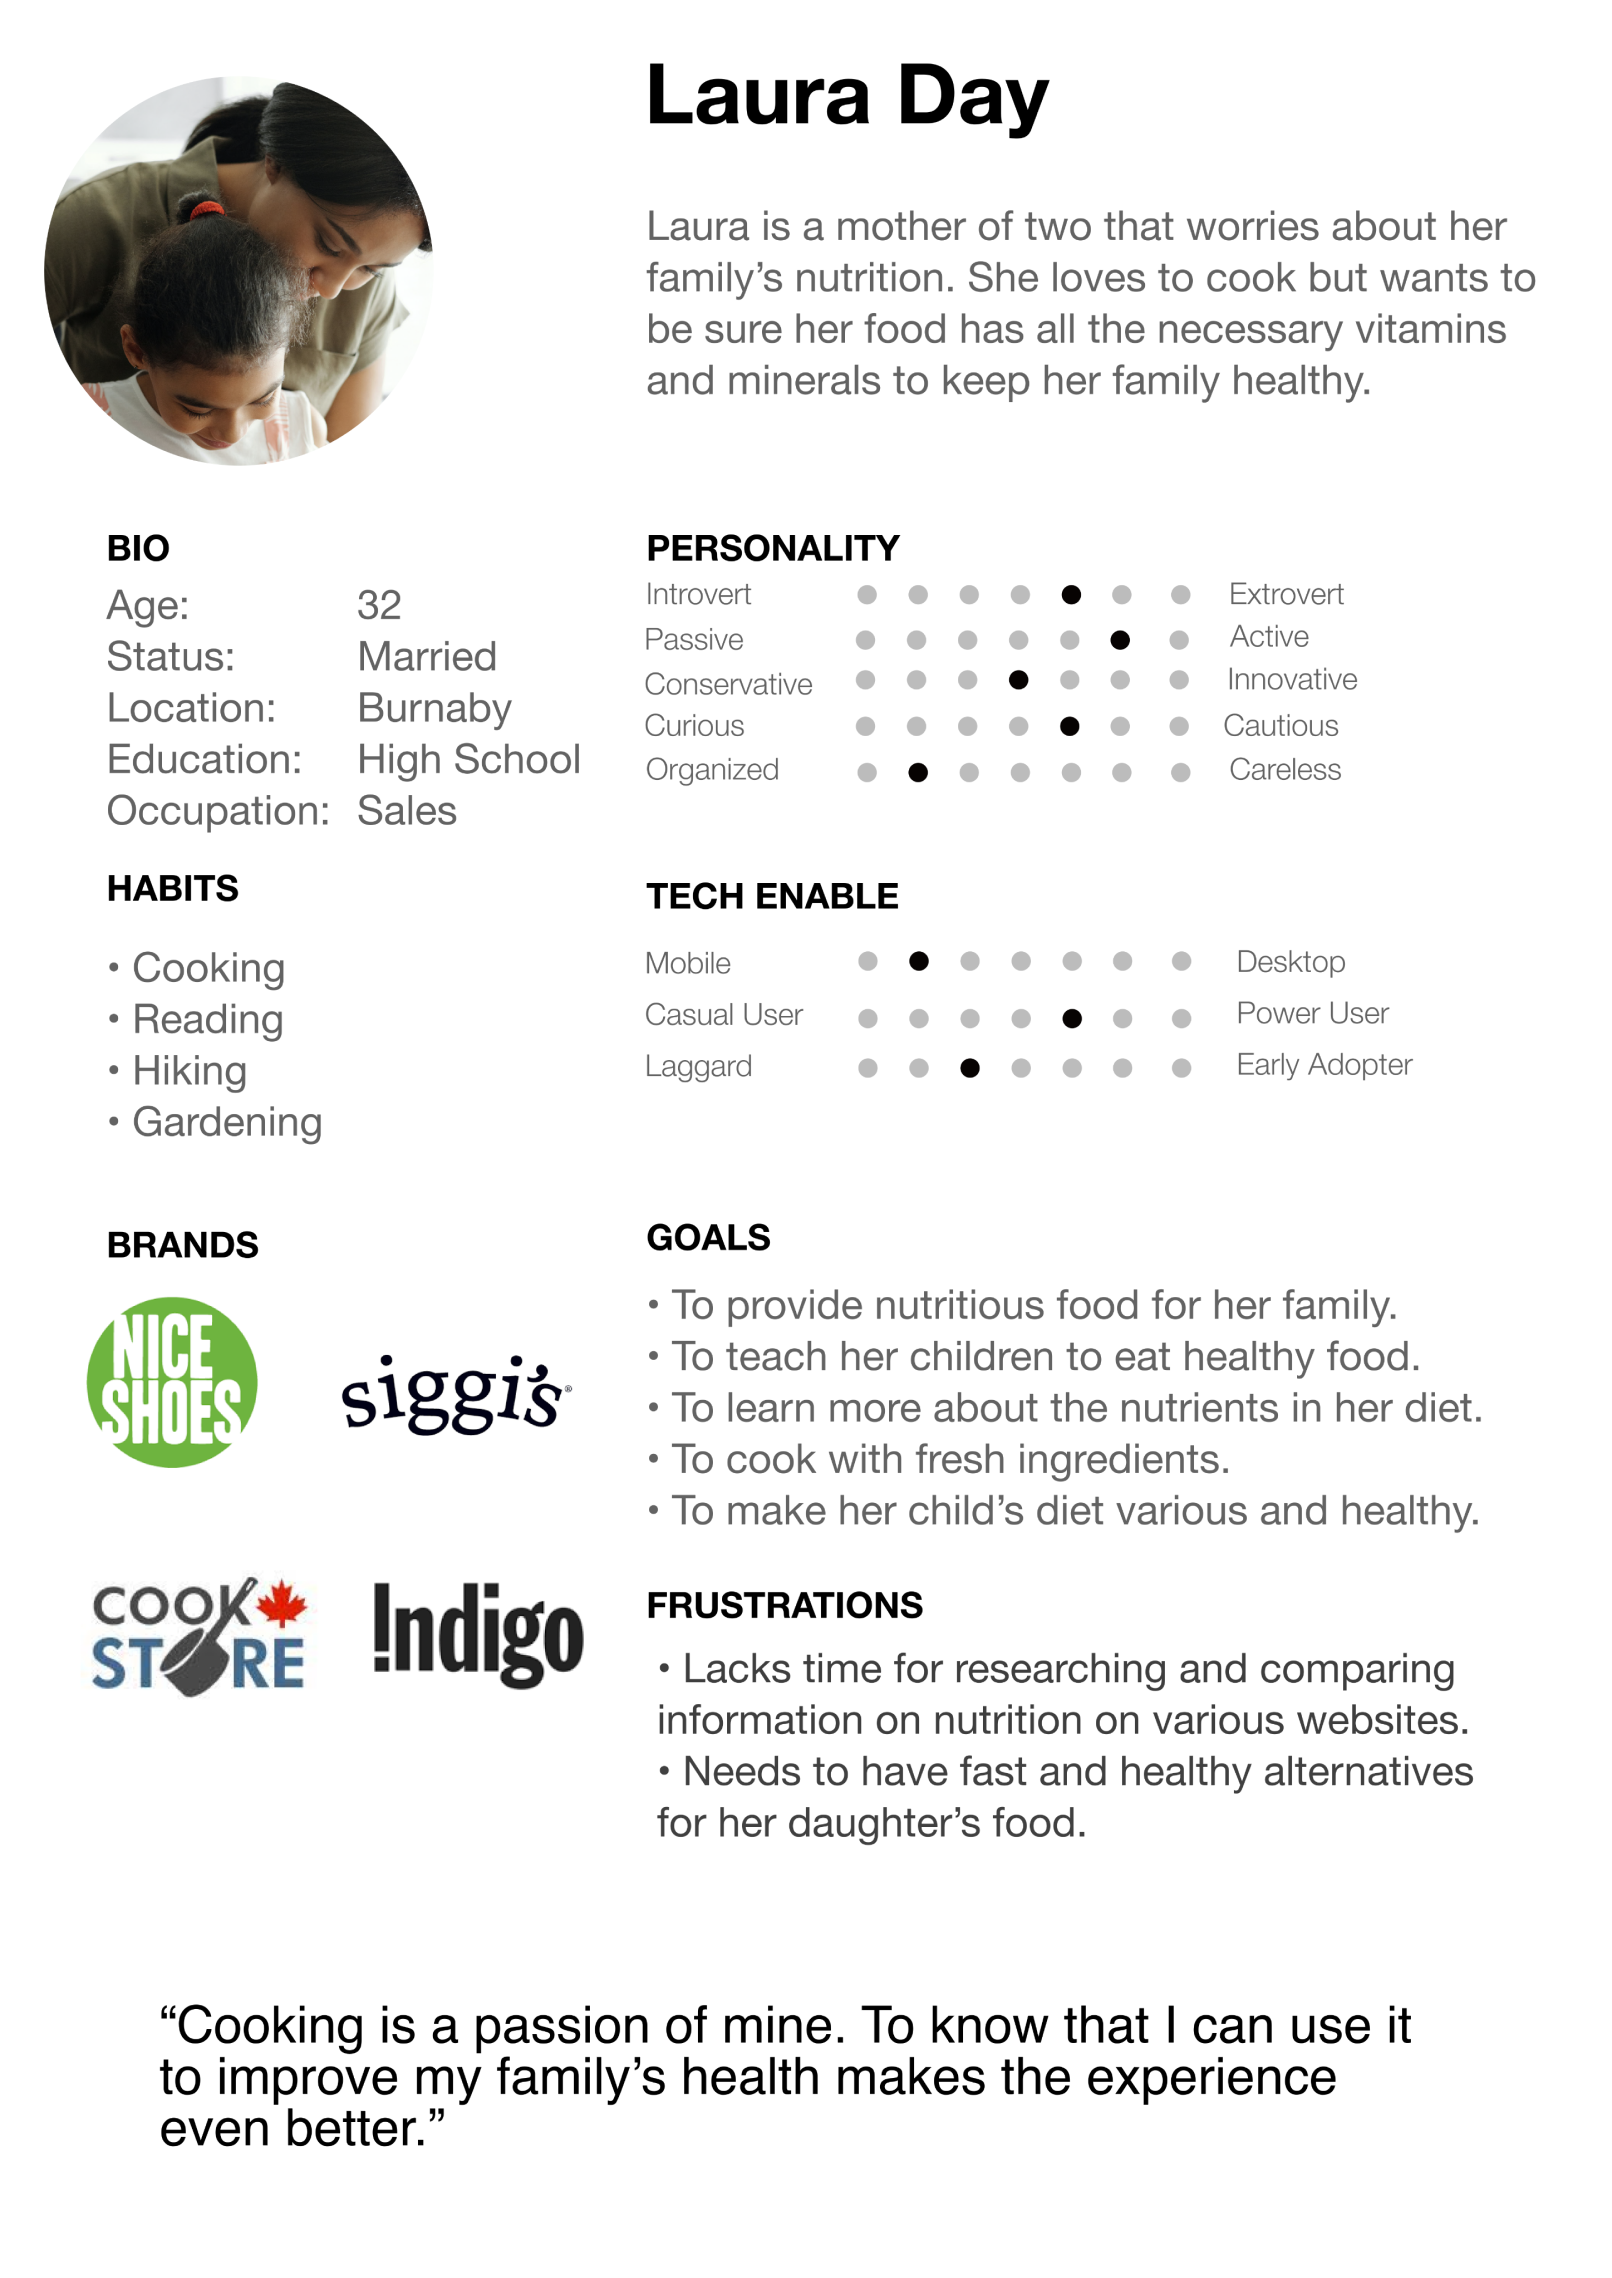 Laura Day
Laura is a mother of two that worries about her
family’s nutrition. She loves to cook but wants to
be sure her food has all the necessary vitamins
and minerals to keep her family healthy.
BIO
Age: 32
Status: Married
Location: Burnaby
Education: High School
Occupation: Sales
PERSONALITY
Introvert Extrovert
Passive Active
Conservative Innovative
Curious Cautious
Organized Careless
HABITS
• Cooking
• Reading
• Hiking
• Gardening
TECH ENABLE
Mobile Desktop
Casual User Power User
Laggard Early Adopter
BRANDS
NICE
SHOES
siggi’s®
COOK
STORE
Indigo
GOALS
• To provide nutritious food for her family.
• To teach her children to eat healthy food.
• To learn more about the nutrients in her diet.
• To cook with fresh ingredients.
• To make her child’s diet various and healthy.
FRUSTRATIONS
• Lacks time for researching and comparing
information on nutrition on various websites.
• Needs to have fast and healthy alternatives
for her daughter’s food.
“Cooking is a passion of mine. To know that I can use it
to improve my family’s health makes the experience
even better.”